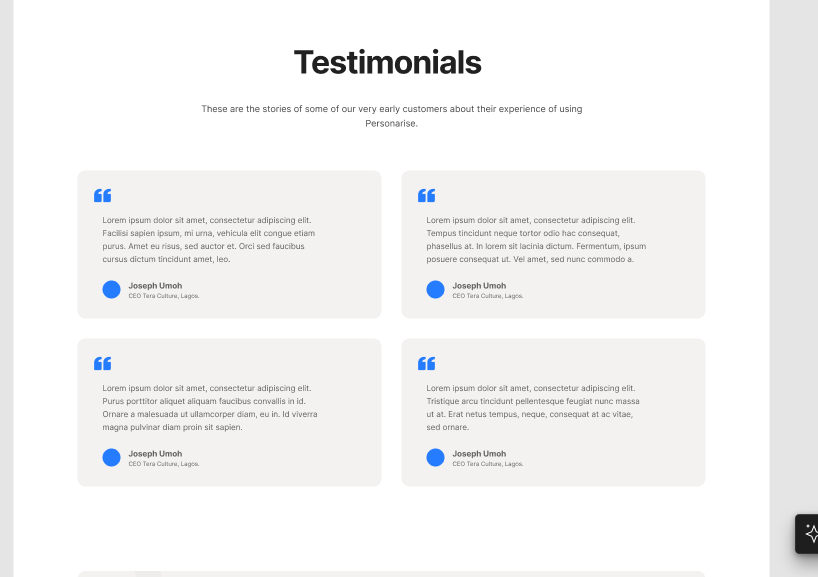 Testimonials
These are the stories of some of our very early customers about their experience of using
Personarise.
Lorem ipsum dolor sit amet, consectetur adipiscing elit.
Facilisi sapien ipsum, mi urna, vehicula elit congue etiam
purus. Amet eu risus, sed auctor et. Orci sed faucibus
cursus dictum tincidunt amet, leo.
Joseph Umoh
CEO Tera Culture, Lagos.
Lorem ipsum dolor sit amet, consectetur adipiscing elit.
Tempus tincidunt neque tortor odio hac consequat,
phasellus at. In lorem sit lacinia dictum. Fermentum, ipsum
posuere consequat ut. Vel amet, sed nunc commodo a.
Joseph Umoh
CEO Tera Culture, Lagos.
Lorem ipsum dolor sit amet, consectetur adipiscing elit.
Purus porttitor aliquet aliquam faucibus convallis in id.
Ornare a malesuada ut ullamcorper diam, eu in. Id viverra
magna pulvinar diam proin sit sapien.
Joseph Umoh
CEO Tera Culture, Lagos.
Lorem ipsum dolor sit amet, consectetur adipiscing elit.
Tristique arcu tincidunt pellentesque feugiat nunc massa
ut at. Erat netus tempus, neque, consequat at ac vitae,
sed ornare.
Joseph Umoh
CEO Tera Culture, Lagos.